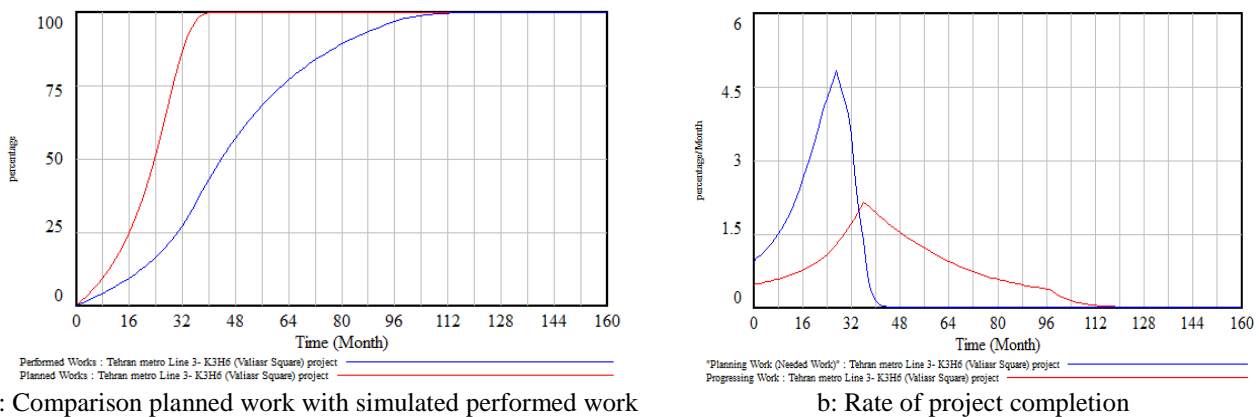 100
75
50
25
0
percentage
0 16 32 48 64 80 96 112 128 144 160
Time (Month)
Performed Works : Tehran metro Line 3- K3H6 (Valiasr Square) project
Planned Works : Tehran metro Line 3- K3H6 (Valiasr Square) project
: Comparison planned work with simulated performed work
6
4.5
3
1.5
0
percentage/Month
0 16 32 48 64 80 96 112 128 144 160
Time (Month)
"Planning Work (Needed Work)" : Tehran metro Line 3- K3H6 (Valiasr Square) project
Progressing Work : Tehran metro Line 3- K3H6 (Valiasr Square) project
b: Rate of project completion